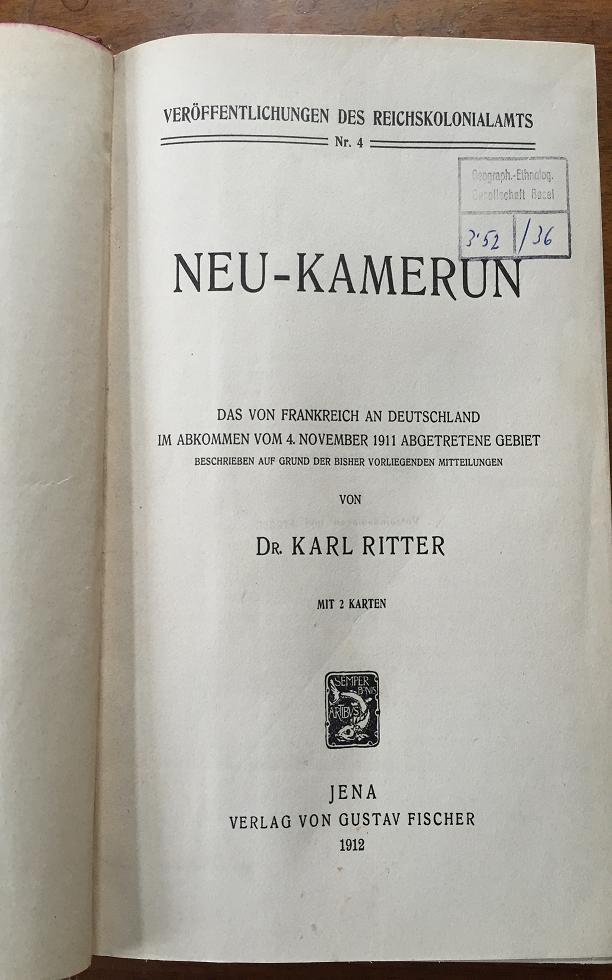 VERÖFFENTLICHUNGEN DES REICHSKOLONIALAMTS
Nr. 4
Geograph.-Ethnolog.
Gesellschaft Basel
3.52 / 36
NEU-KAMERUN
DAS VON FRANKREICH AN DEUTSCHLAND
IM ABKOMMEN VOM 4. NOVEMBER 1911 ABGETRETENE GEBIET
BESCHRIEBEN AUF GRUND DER BISHER VORLIEGENDEN MITTEILUNGEN
VON
DR. KARL RITTER
MIT 2 KARTEN
SEMPER
BONIS
ARTIBVS
JENA
VERLAG VON GUSTAV FISCHER
1912